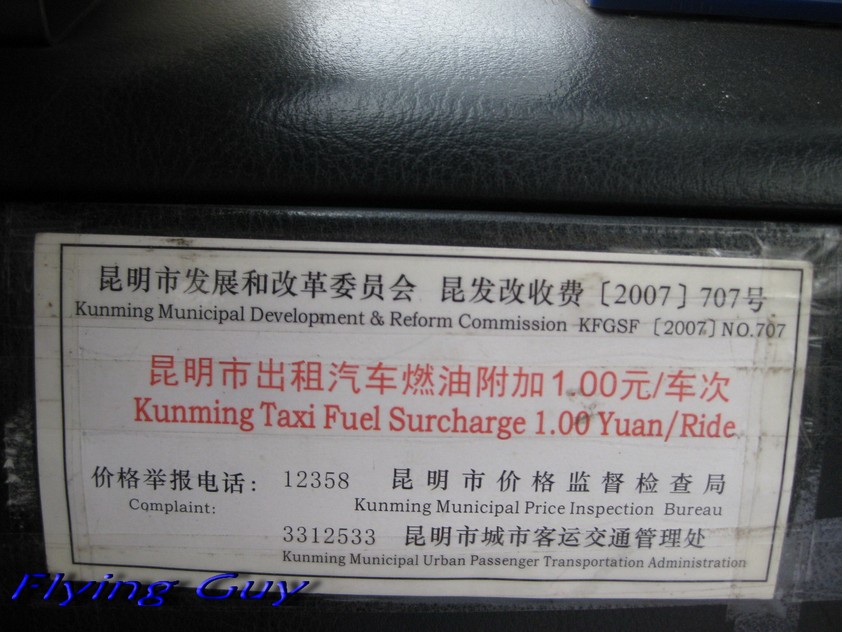 昆明市发展和改革委员会 昆发改收费〔2007〕707号
Kunming Municipal Development & Reform Commission KFGSF 〔2007〕NO.707
昆明市出租汽车燃油附加1.00元/车次
Kunming Taxi Fuel Surcharge 1.00 Yuan/Ride
价格举报电话: 12358 昆明市价格监督检查局
Complaint: Kunming Municipal Price Inspection Bureau
3312533 昆明市城市客运交通管理处
Kunming Municipal Urban Passenger Transportation Administration
Flying Guy